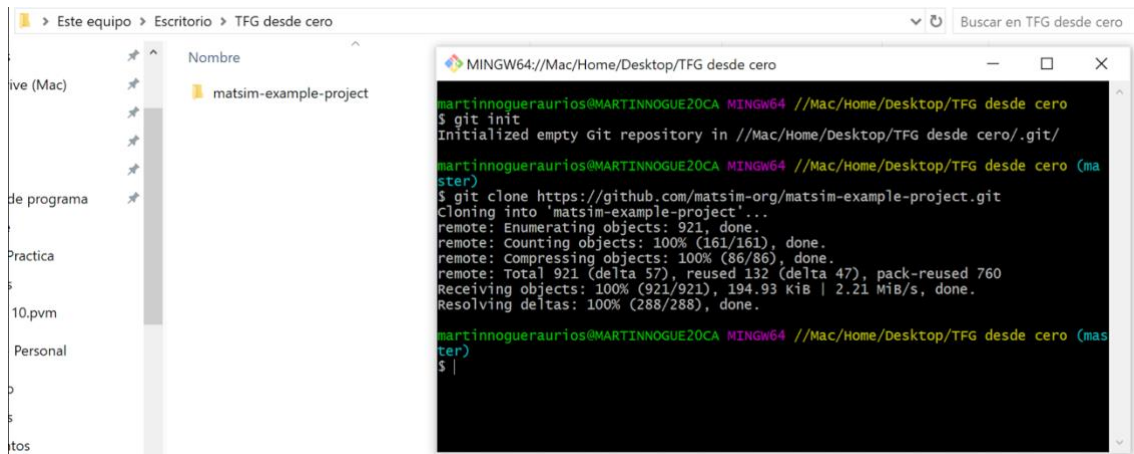 Este equipo > Escritorio > TFG desde cero
Buscar en TFG desde cero
Nombre
matsim-example-project
ive (Mac)
de programa
Practica
10.pvm
Personal
MINGW64://Mac/Home/Desktop/TFG desde cero
martinnogueraurios@MARTINNOGUE20CA MINGW64 //Mac/Home/Desktop/TFG desde cero
$ git init
Initialized empty Git repository in //Mac/Home/Desktop/TFG desde cero/.git/
martinnogueraurios@MARTINNOGUE20CA MINGW64 //Mac/Home/Desktop/TFG desde cero (ma
ster)
$ git clone https://github.com/matsim-org/matsim-example-project.git
Cloning into 'matsim-example-project'...
remote: Enumerating objects: 921, done.
remote: Counting objects: 100% (161/161), done.
remote: Compressing objects: 100% (86/86), done.
remote: Total 921 (delta 57), reused 132 (delta 47), pack-reused 760
Receiving objects: 100% (921/921), 194.93 KiB | 2.21 MiB/s, done.
Resolving deltas: 100% (288/288), done.
martinnogueraurios@MARTINNOGUE20CA MINGW64 //Mac/Home/Desktop/TFG desde cero (mas
ter)
$